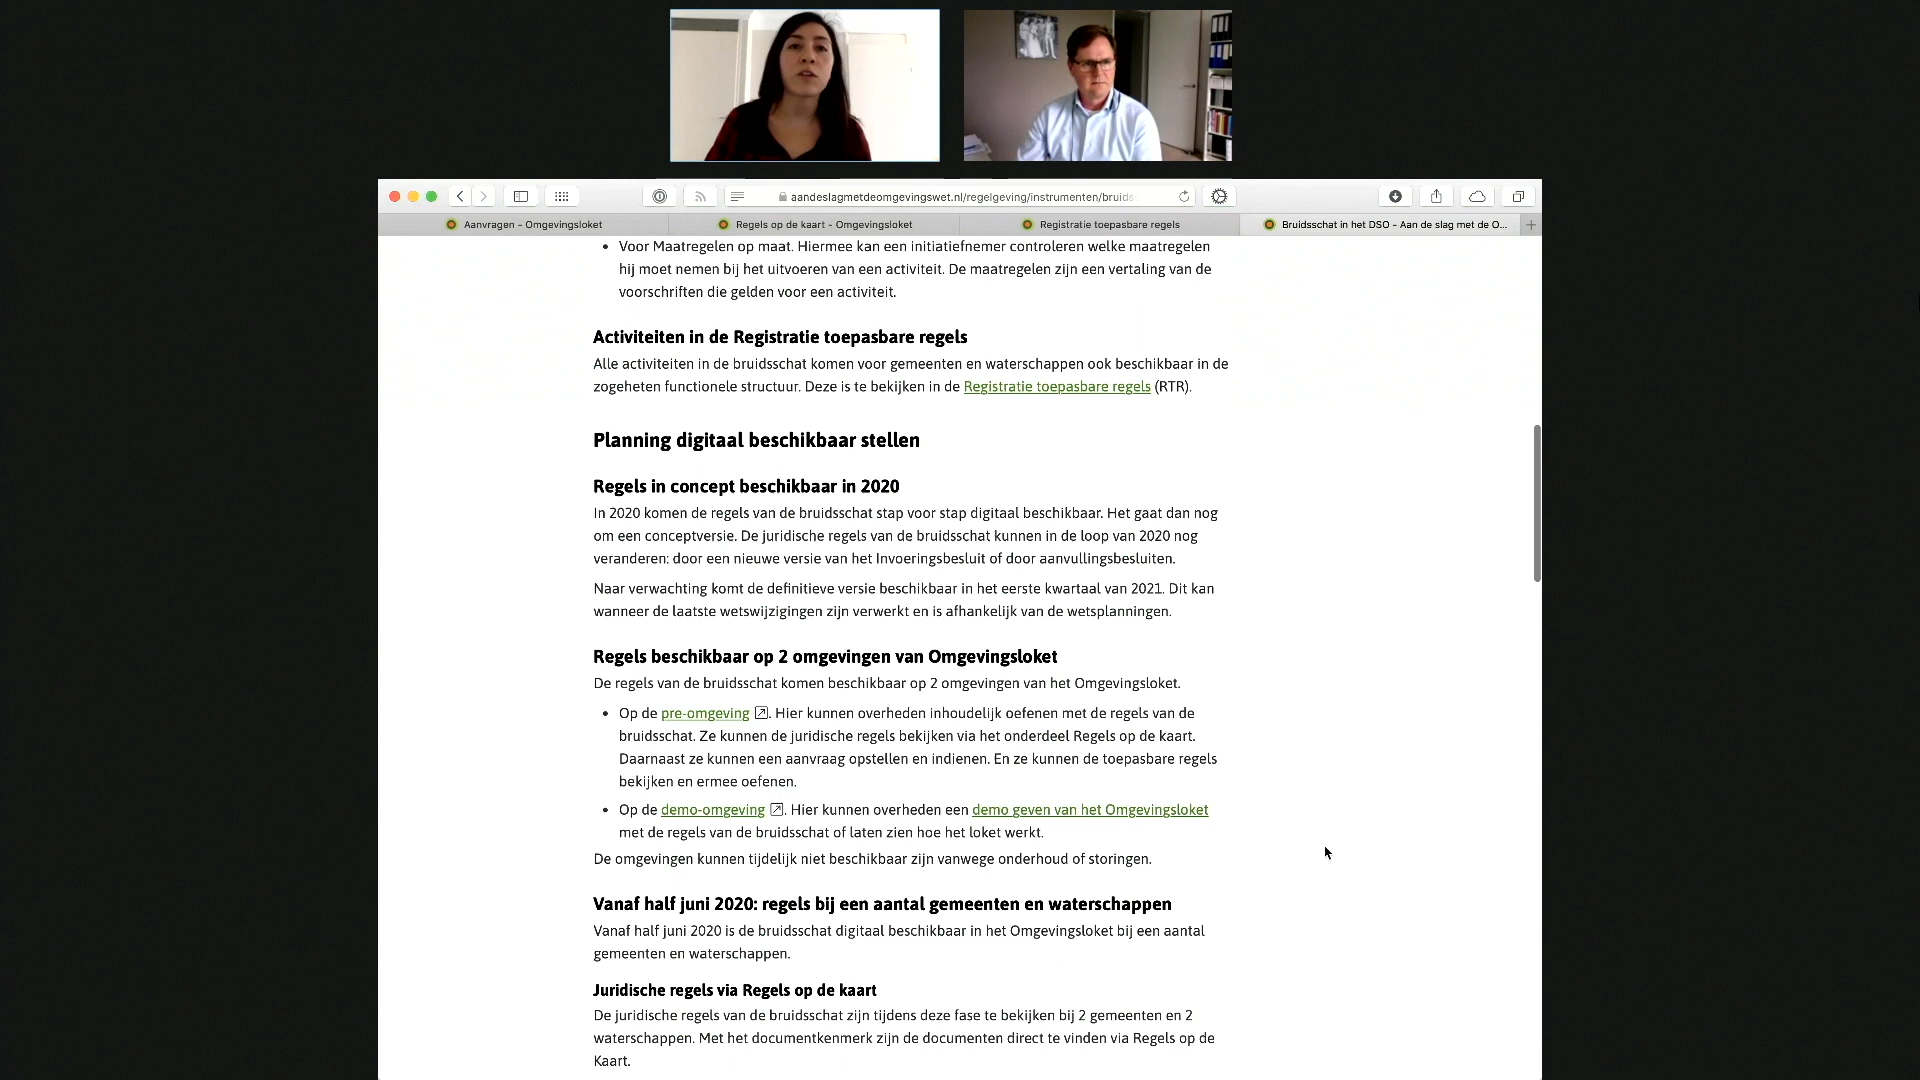 aandeslagmetdeomgevingswet.nl/regelgeving/instrumenten/bruids
Aanvragen - Omgevingsloket
Regels op de kaart - Omgevingsloket
Registratie toepasbare regels
Bruidsschat in het DSO - Aan de slag met de O...
• Voor Maatregelen op maat. Hiermee kan een initiatiefnemer controleren welke maatregelen
hij moet nemen bij het uitvoeren van een activiteit. De maatregelen zijn een vertaling van de
voorschriften die gelden voor een activiteit.
Activiteiten in de Registratie toepasbare regels
Alle activiteiten in de bruidsschat komen voor gemeenten en waterschappen ook beschikbaar in de
zogeheten functionele structuur. Deze is te bekijken in de Registratie toepasbare regels (RTR).
Planning digitaal beschikbaar stellen
Regels in concept beschikbaar in 2020
In 2020 komen de regels van de bruidsschat stap voor stap digitaal beschikbaar. Het gaat dan nog
om een conceptversie. De juridische regels van de bruidsschat kunnen in de loop van 2020 nog
veranderen: door een nieuwe versie van het Invoeringsbesluit of door aanvullingsbesluiten.
Naar verwachting komt de definitieve versie beschikbaar in het eerste kwartaal van 2021. Dit kan
wanneer de laatste wetswijzigingen zijn verwerkt en is afhankelijk van de wetsplanningen.
Regels beschikbaar op 2 omgevingen van Omgevingsloket
De regels van de bruidsschat komen beschikbaar op 2 omgevingen van het Omgevingsloket.
• Op de pre-omgeving. Hier kunnen overheden inhoudelijk oefenen met de regels van de
bruidsschat. Ze kunnen de juridische regels bekijken via het onderdeel Regels op de kaart.
Daarnaast ze kunnen een aanvraag opstellen en indienen. En ze kunnen de toepasbare regels
bekijken en ermee oefenen.
• Op de demo-omgeving. Hier kunnen overheden een demo geven van het Omgevingsloket
met de regels van de bruidsschat of laten zien hoe het loket werkt.
De omgevingen kunnen tijdelijk niet beschikbaar zijn vanwege onderhoud of storingen.
Vanaf half juni 2020: regels bij een aantal gemeenten en waterschappen
Vanaf half juni 2020 is de bruidsschat digitaal beschikbaar in het Omgevingsloket bij een aantal
gemeenten en waterschappen.
Juridische regels via Regels op de kaart
De juridische regels van de bruidsschat zijn tijdens deze fase te bekijken bij 2 gemeenten en 2
waterschappen. Met het documentkenmerk zijn de documenten direct te vinden via Regels op de
Kaart.